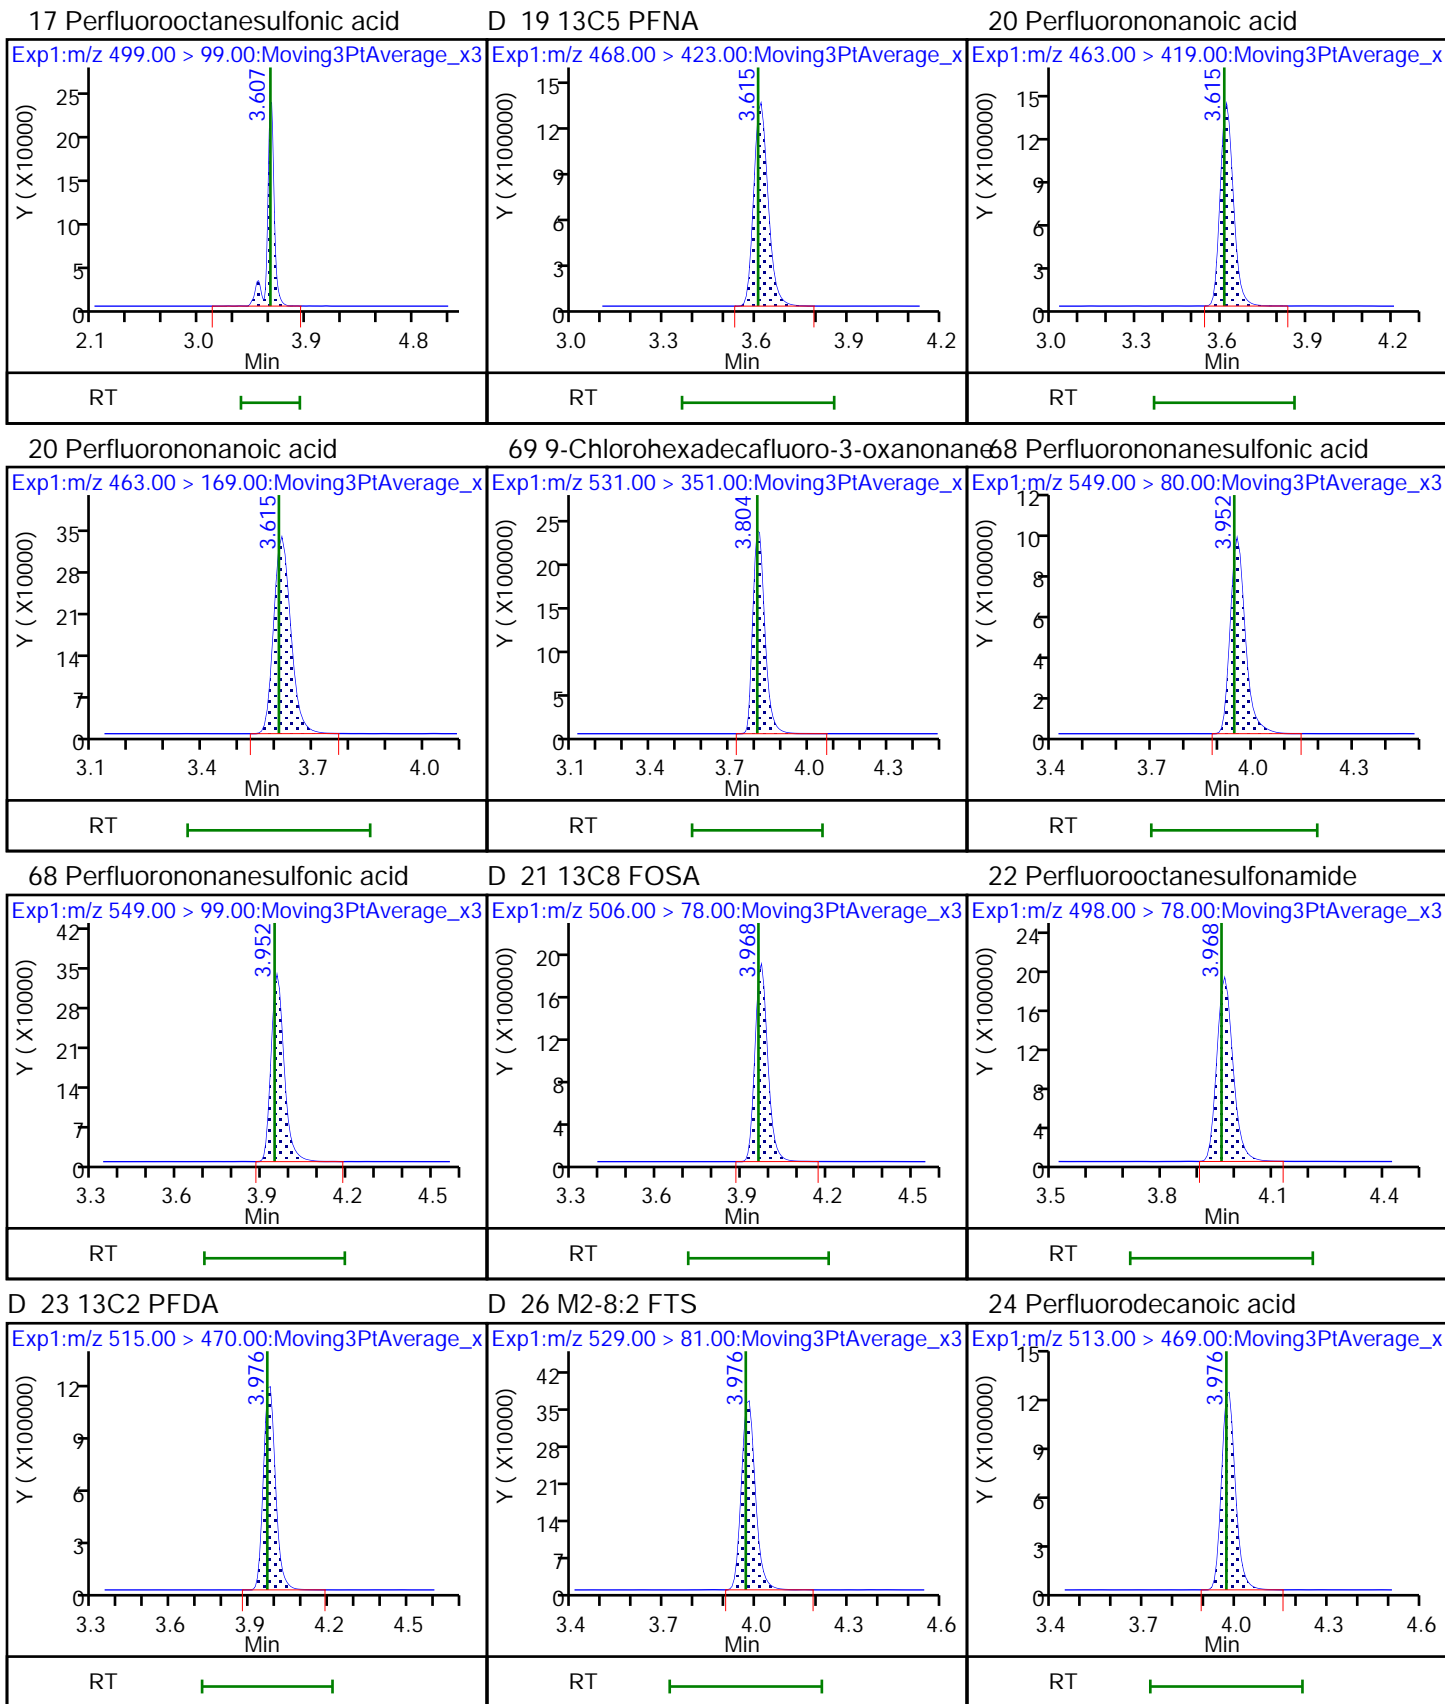 17 Perfluorooctanesulfonic acid
Exp1:m/z 499.00 > 99.00:Moving3PtAverage_x3
3.607
Y ( X100000)
25
20
15
10
5
0
2.1 3.0 3.9 4.8
Min
RT
D 19 13C5 PFNA
Exp1:m/z 468.00 > 423.00:Moving3PtAverage_x
3.615
Y ( X100000)
15
12
9
6
3
0
3.0 3.3 3.6 3.9 4.2
Min
RT
20 Perfluorononanoic acid
Exp1:m/z 463.00 > 419.00:Moving3PtAverage_x
3.615
Y ( X100000)
15
12
9
6
3
0
3.0 3.3 3.6 3.9 4.2
Min
RT
20 Perfluorononanoic acid
Exp1:m/z 463.00 > 169.00:Moving3PtAverage_x
3.615
Y ( X10000)
35
28
21
14
7
0
3.1 3.4 3.7 4.0
Min
RT
69 9-Chlorohexadecafluoro-3-oxanonane
Exp1:m/z 531.00 > 351.00:Moving3PtAverage_x
3.804
Y ( X100000)
25
20
15
10
5
0
3.1 3.4 3.7 4.0 4.3
Min
RT
68 Perfluorononanesulfonic acid
Exp1:m/z 549.00 > 80.00:Moving3PtAverage_x3
3.952
Y ( X100000)
12
10
8
6
4
2
0
3.4 3.7 4.0 4.3
Min
RT
68 Perfluorononanesulfonic acid
Exp1:m/z 549.00 > 99.00:Moving3PtAverage_x3
3.952
Y ( X10000)
42
35
28
21
14
7
0
3.3 3.6 3.9 4.2 4.5
Min
RT
D 21 13C8 FOSA
Exp1:m/z 506.00 > 78.00:Moving3PtAverage_x3
3.968
Y ( X100000)
20
16
12
8
4
0
3.3 3.6 3.9 4.2 4.5
Min
RT
22 Perfluorooctanesulfonamide
Exp1:m/z 498.00 > 78.00:Moving3PtAverage_x3
3.968
Y ( X100000)
24
20
16
12
8
4
0
3.5 3.8 4.1 4.4
Min
RT
D 23 13C2 PFDA
Exp1:m/z 515.00 > 470.00:Moving3PtAverage_x
3.976
Y ( X100000)
12
9
6
3
0
3.3 3.6 3.9 4.2 4.5
Min
RT
D 26 M2-8:2 FTS
Exp1:m/z 529.00 > 81.00:Moving3PtAverage_x3
3.976
Y ( X10000)
42
35
28
21
14
7
0
3.4 3.7 4.0 4.3 4.6
Min
RT
24 Perfluorodecanoic acid
Exp1:m/z 513.00 > 469.00:Moving3PtAverage_x
3.976
Y ( X100000)
15
12
9
6
3
0
3.4 3.7 4.0 4.3 4.6
Min
RT